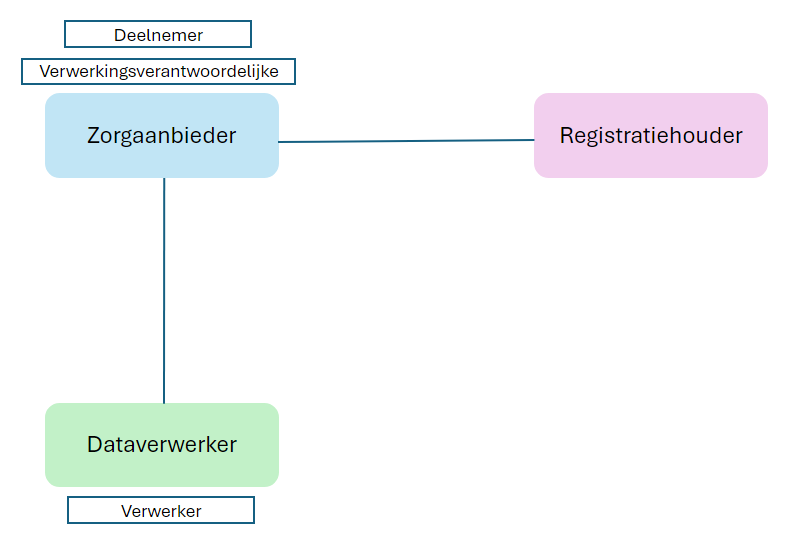 Deelnemer
Verwerkingsverantwoordelijke
Zorgaanbieder
Registratiehouder
Dataverwerker
Verwerker